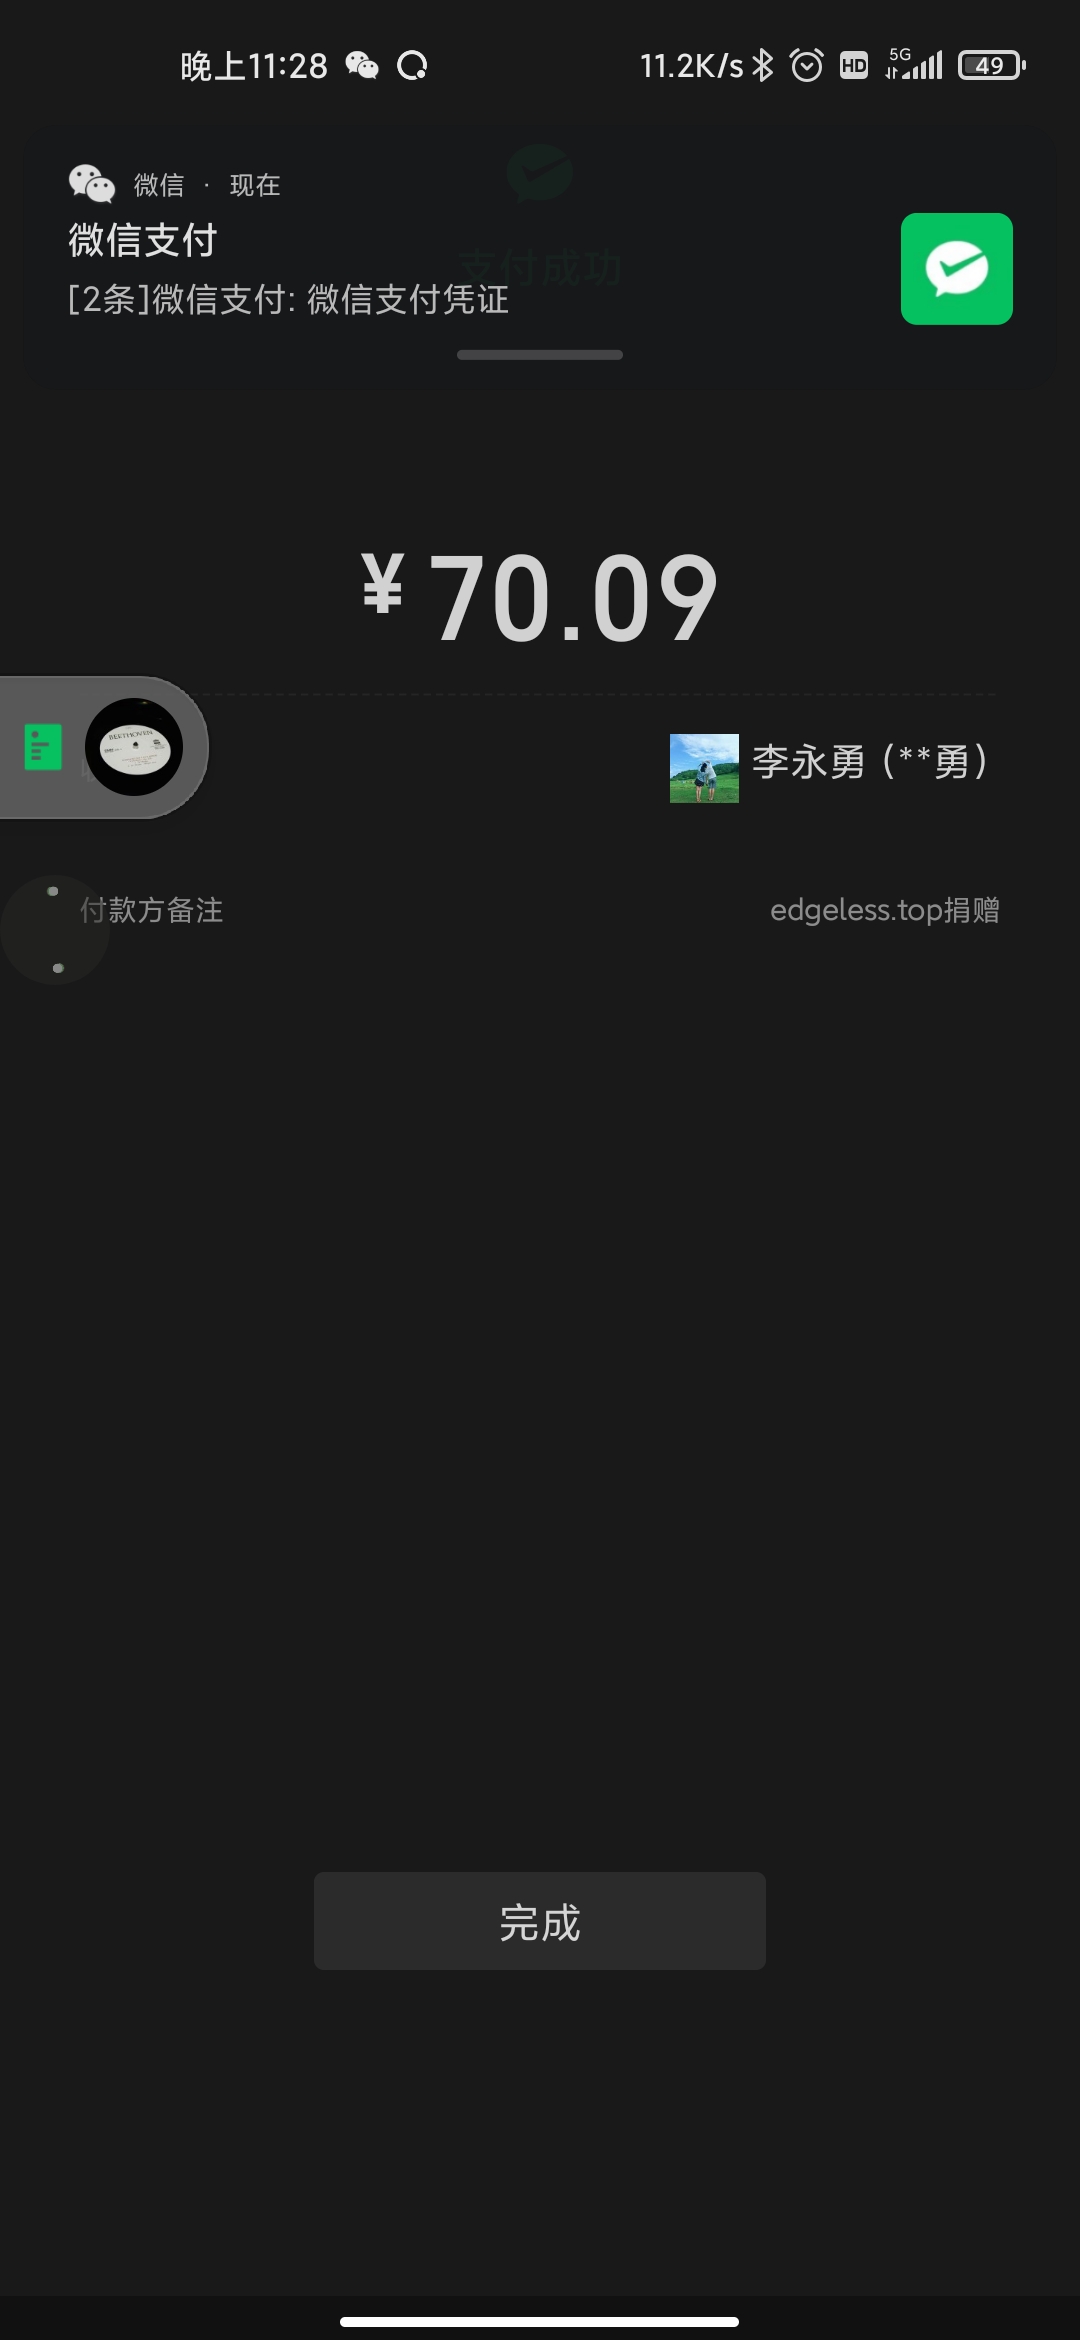 晚上11:28
11.2K/s HD 5G 49
微信 · 现在
微信支付
[2条]微信支付: 微信支付凭证
支付成功
¥70.09
BEETHOVEN
李永勇 (**勇)
付款方备注
edgeless.top捐赠
完成